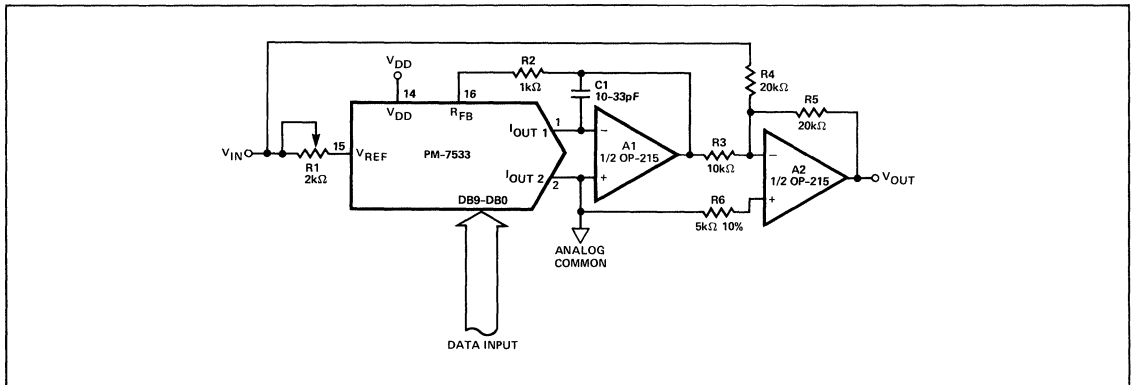 R4
20kΩ
VDD
R2
1kΩ
C1
10-33pF
R5
20kΩ
14
16
VDD
RFB
1
IOUT 1
−
A1
1/2 OP-215
+
R3
10kΩ
−
A2
1/2 OP-215
+
VOUT
VIN
R1
2kΩ
15
VREF
PM-7533
IOUT 2
2
DB9-DB0
R6
5kΩ 10%
ANALOG
COMMON
DATA INPUT